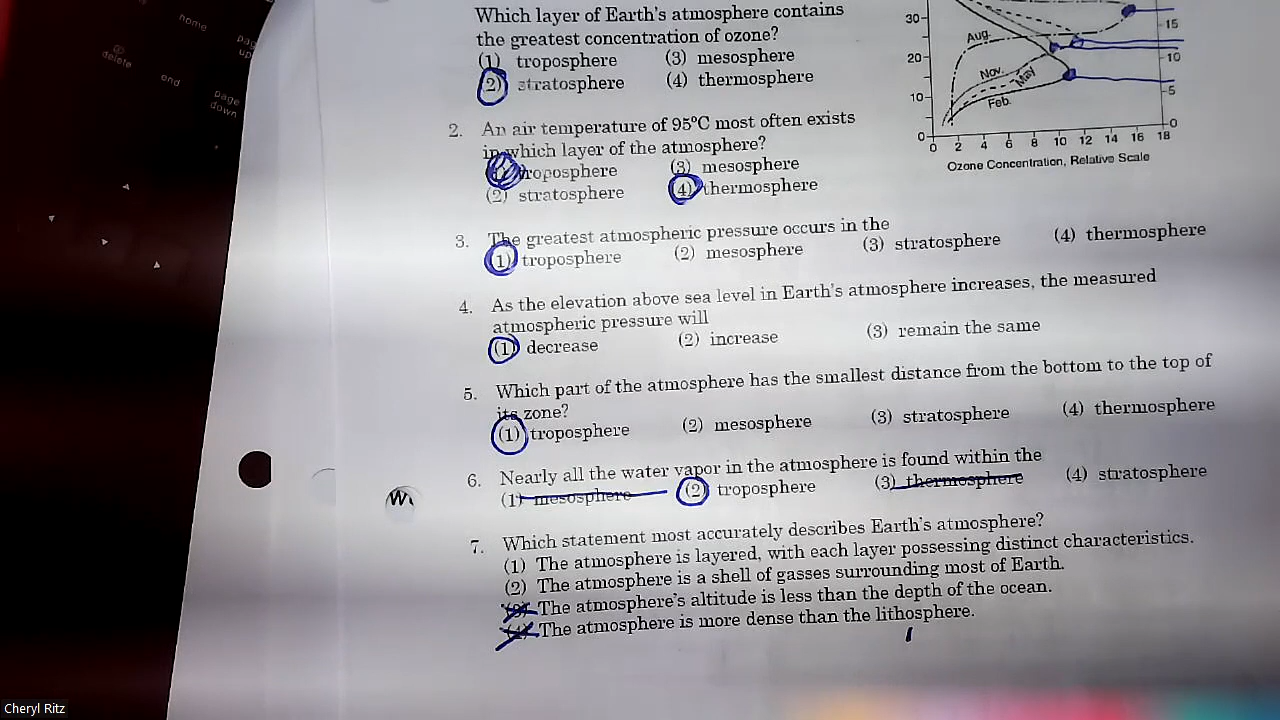 home
page
up
delete
end
page
down
Which layer of Earth's atmosphere contains
the greatest concentration of ozone?
(1) troposphere (3) mesosphere
(2) stratosphere (4) thermosphere
30
20
10
0
15
10
5
0
Aug.
Nov.
May
Feb.
0 2 4 6 8 10 12 14 16 18
Ozone Concentration, Relative Scale
2. An air temperature of 95°C most often exists
in which layer of the atmosphere?
(1) troposphere (3) mesosphere
(2) stratosphere (4) thermosphere
3. The greatest atmospheric pressure occurs in the
(1) troposphere (2) mesosphere (3) stratosphere (4) thermosphere
4. As the elevation above sea level in Earth's atmosphere increases, the measured
atmospheric pressure will
(1) decrease (2) increase (3) remain the same
5. Which part of the atmosphere has the smallest distance from the bottom to the top of
its zone?
(1) troposphere (2) mesosphere (3) stratosphere (4) thermosphere
6. Nearly all the water vapor in the atmosphere is found within the
(1) mesosphere (2) troposphere (3) thermosphere (4) stratosphere
7. Which statement most accurately describes Earth's atmosphere?
(1) The atmosphere is layered, with each layer possessing distinct characteristics.
(2) The atmosphere is a shell of gasses surrounding most of Earth.
(3) The atmosphere's altitude is less than the depth of the ocean.
(4) The atmosphere is more dense than the lithosphere.
Cheryl Ritz